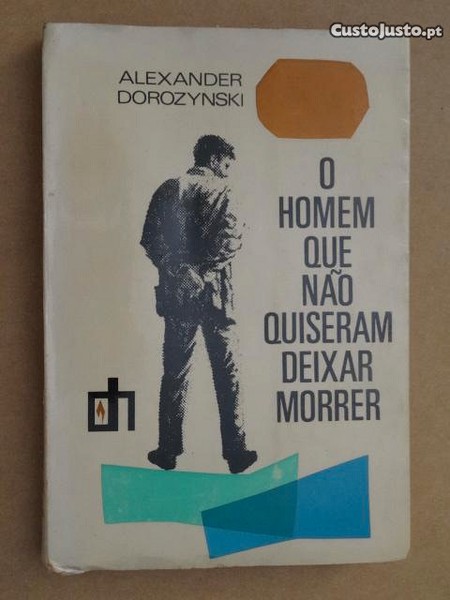 CustoJusto.pt
ALEXANDER
DOROZYNSKI
O
HOMEM
QUE
NÃO
QUISERAM
DEIXAR
MORRER